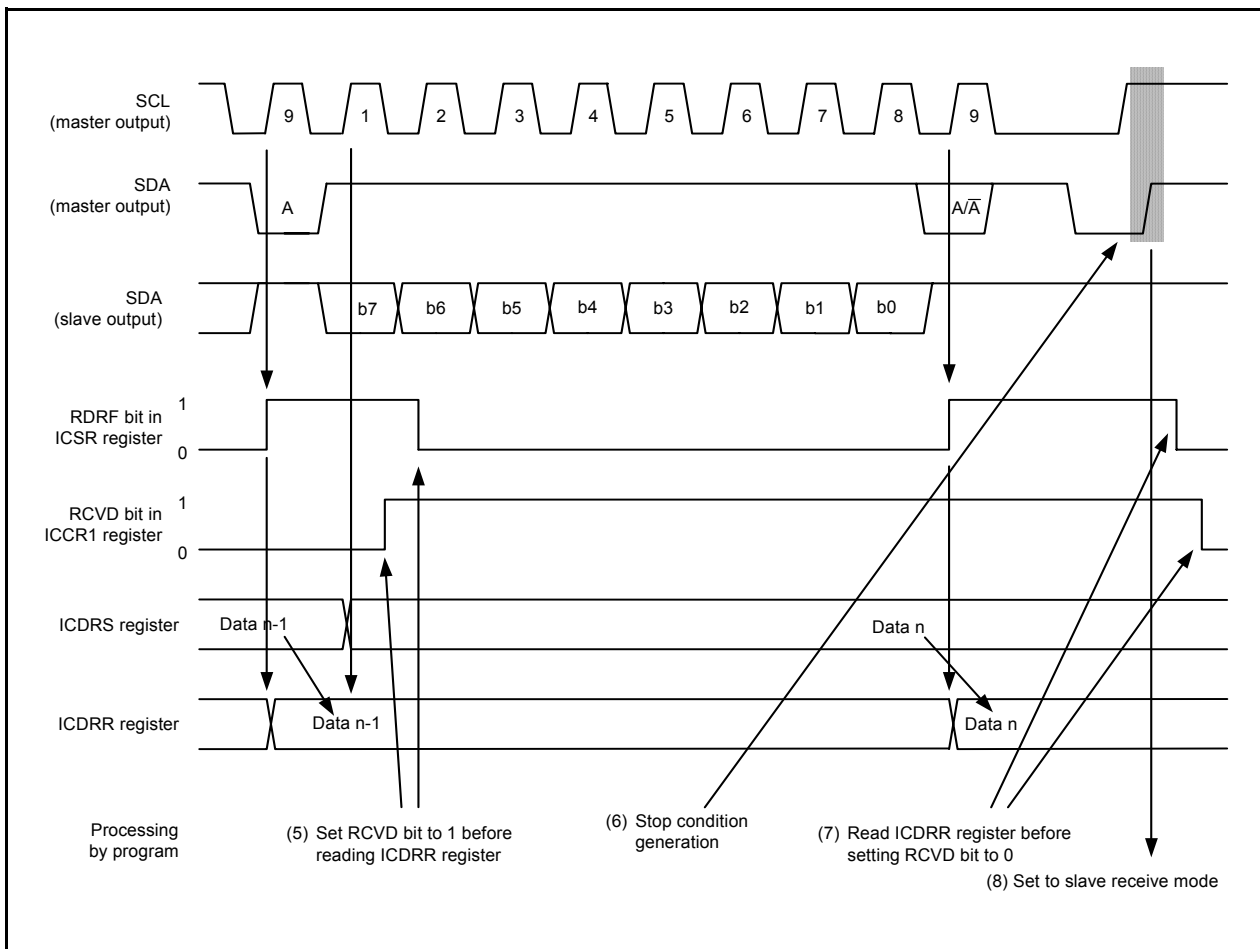 SCL
(master output)
9
1
2
3
4
5
6
7
8
9
SDA
(master output)
A
A/A̅
SDA
(slave output)
b7
b6
b5
b4
b3
b2
b1
b0
RDRF bit in
ICSR register
1
0
RCVD bit in
ICCR1 register
1
0
ICDRS register
Data n-1
Data n
ICDRR register
Data n-1
Data n
Processing
by program
(5) Set RCVD bit to 1 before
reading ICDRR register
(6) Stop condition
generation
(7) Read ICDRR register before
setting RCVD bit to 0
(8) Set to slave receive mode